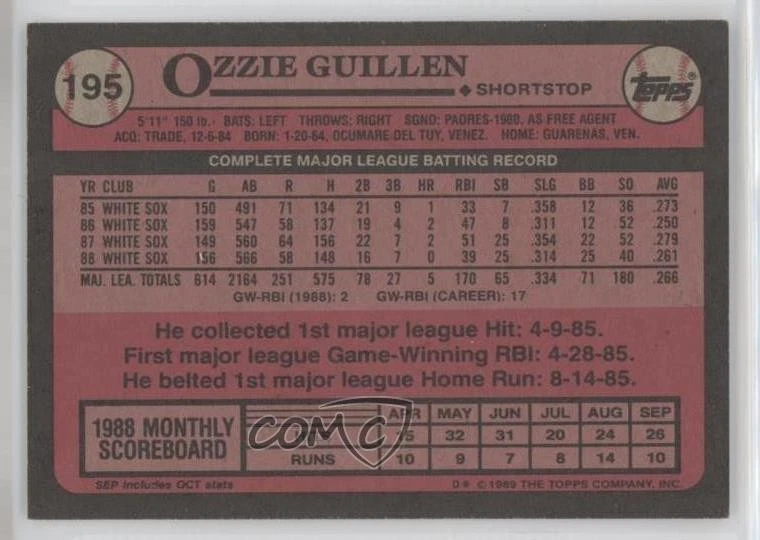 195
OZZIE GUILLEN
◆ SHORTSTOP
TOPPS®
5'11" 150 lb. BATS: LEFT THROWS: RIGHT SGND: PADRES-1980, AS FREE AGENT
ACQ: TRADE, 12-6-84 BORN: 1-20-64, OCUMARE DEL TUY, VENEZ. HOME: GUARENAS, VEN.
COMPLETE MAJOR LEAGUE BATTING RECORD
YR CLUB G AB R H 2B 3B HR RBI SB SLG BB SO AVG
85 WHITE SOX 150 491 71 134 21 9 1 33 7 .358 12 36 .273
86 WHITE SOX 159 547 58 137 19 4 2 47 8 .311 12 52 .250
87 WHITE SOX 149 560 64 156 22 7 2 51 25 .354 22 52 .279
88 WHITE SOX 156 566 58 148 16 7 0 39 25 .314 25 40 .261
MAJ. LEA. TOTALS 614 2164 251 575 78 27 5 170 65 .334 71 180 .266
GW-RBI (1988): 2 GW-RBI (CAREER): 17
He collected 1st major league Hit: 4-9-85.
First major league Game-Winning RBI: 4-28-85.
He belted 1st major league Home Run: 8-14-85.
1988 MONTHLY
SCOREBOARD
APR MAY JUN JUL AUG SEP
15 32 31 20 24 26
RUNS 10 9 7 8 14 10
COMC
SEP includes OCT stats
D* © 1989 THE TOPPS COMPANY, INC.